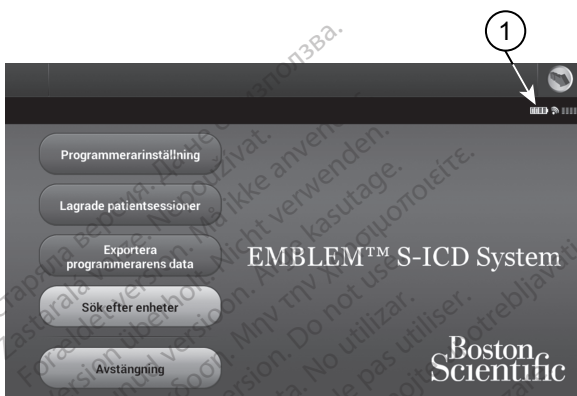 1
Programmerarinställning
Lagrade patientsessioner
Exportera
programmerarens data
Sök efter enheter
Avstängning
EMBLEM™ S-ICD System
Boston
Scientific